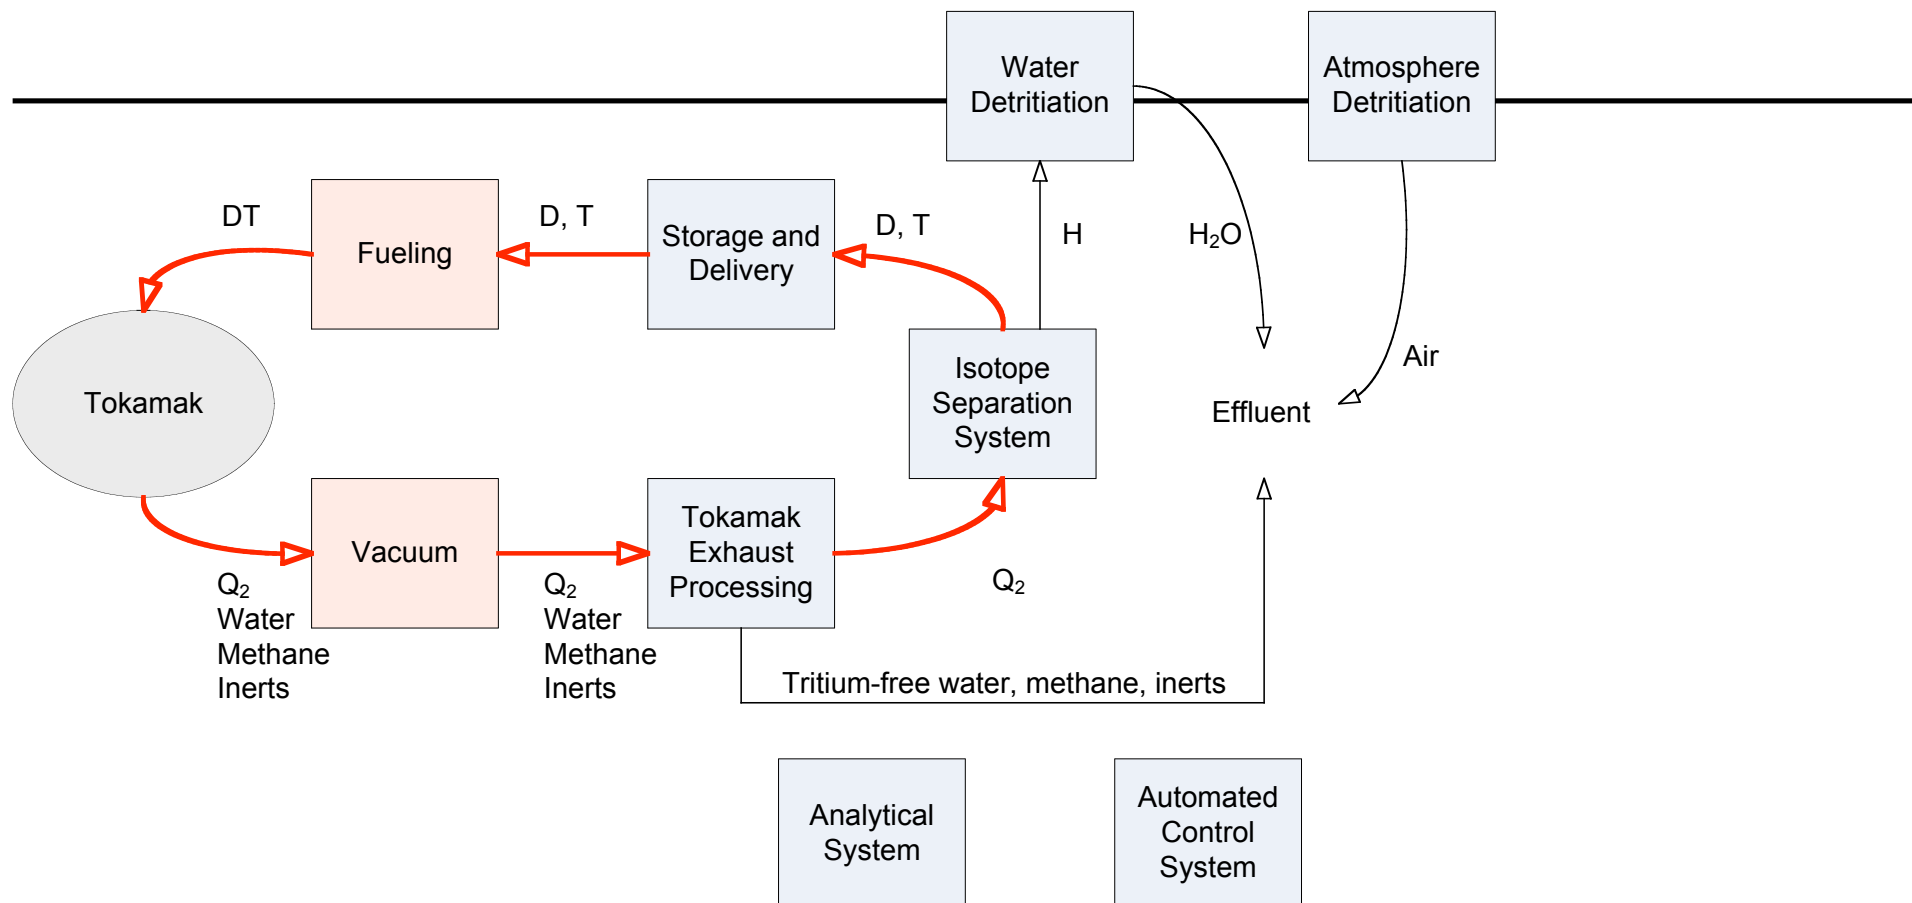 Water
Detritiation
Atmosphere
Detritiation
DT
Fueling
D, T
Storage and
Delivery
D, T
H
H₂O
Air
Tokamak
Isotope
Separation
System
Effluent
Vacuum
Tokamak
Exhaust
Processing
Q₂
Water
Methane
Inerts
Q₂
Water
Methane
Inerts
Q₂
Tritium-free water, methane, inerts
Analytical
System
Automated
Control
System